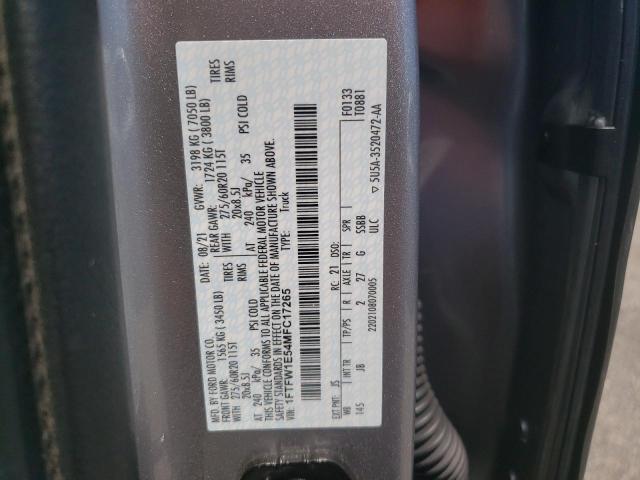 MFD. BY FORD MOTOR CO.
DATE: 08/21 GVWR: 3198 KG ( 7050 LB)
FRONT GAWR: 1565 KG ( 3450 LB) REAR GAWR: 1724 KG ( 3800 LB)
WITH 275/60R20 115T TIRES WITH 275/60R20 115T TIRES
20x8.5J RIMS 20x8.5J RIMS
AT 240 kPa/ 35 PSI COLD AT 240 kPa/ 35 PSI COLD
THIS VEHICLE CONFORMS TO ALL APPLICABLE FEDERAL MOTOR VEHICLE
SAFETY STANDARDS IN EFFECT ON THE DATE OF MANUFACTURE SHOWN ABOVE.
VIN: 1FTFW1E54MFC17265 TYPE: Truck
F0133
T0881
EXT PNT: JS RC: 21 DSO:
WB INT TR TP/PS R AXLE TR SPR
145 JB 2 27 G SSBB
2202108070005 ULC ▽ 5U5A-3520472-AA